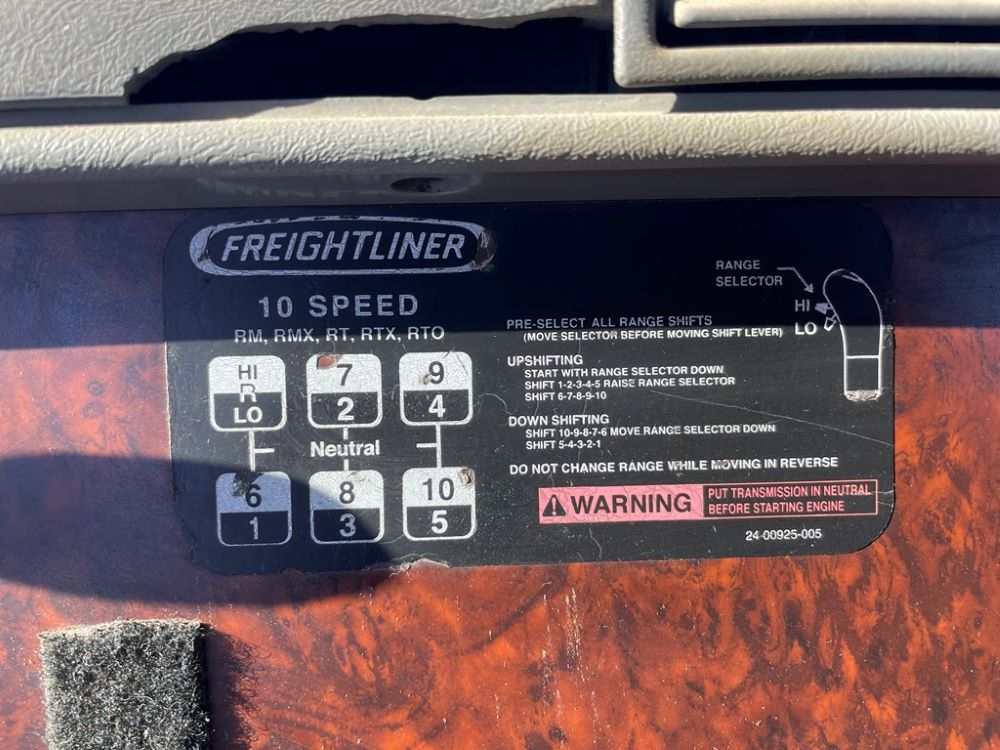 FREIGHTLINER
10 SPEED
RM, RMX, RT, RTX, RTO
HI 7 9
R
LO 2 4
Neutral
6 8 10
1 3 5
RANGE
SELECTOR
HI
LO
PRE-SELECT ALL RANGE SHIFTS
(MOVE SELECTOR BEFORE MOVING SHIFT LEVER)
UPSHIFTING
START WITH RANGE SELECTOR DOWN
SHIFT 1-2-3-4-5 RAISE RANGE SELECTOR
SHIFT 6-7-8-9-10
DOWN SHIFTING
SHIFT 10-9-8-7-6 MOVE RANGE SELECTOR DOWN
SHIFT 5-4-3-2-1
DO NOT CHANGE RANGE WHILE MOVING IN REVERSE
WARNING
PUT TRANSMISSION IN NEUTRAL
BEFORE STARTING ENGINE
24-00925-005